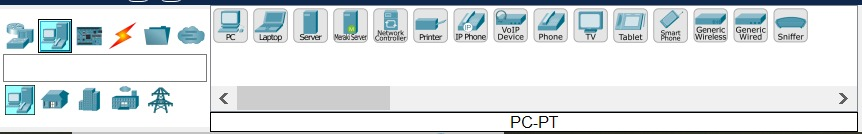 PC
Laptop
Server
Meraki Server
Network Controller
Printer
IP
IP Phone
VoIP Device
Phone
TV
Tablet
Smart Phone
Generic Wireless
Generic Wired
Sniffer
PC-PT